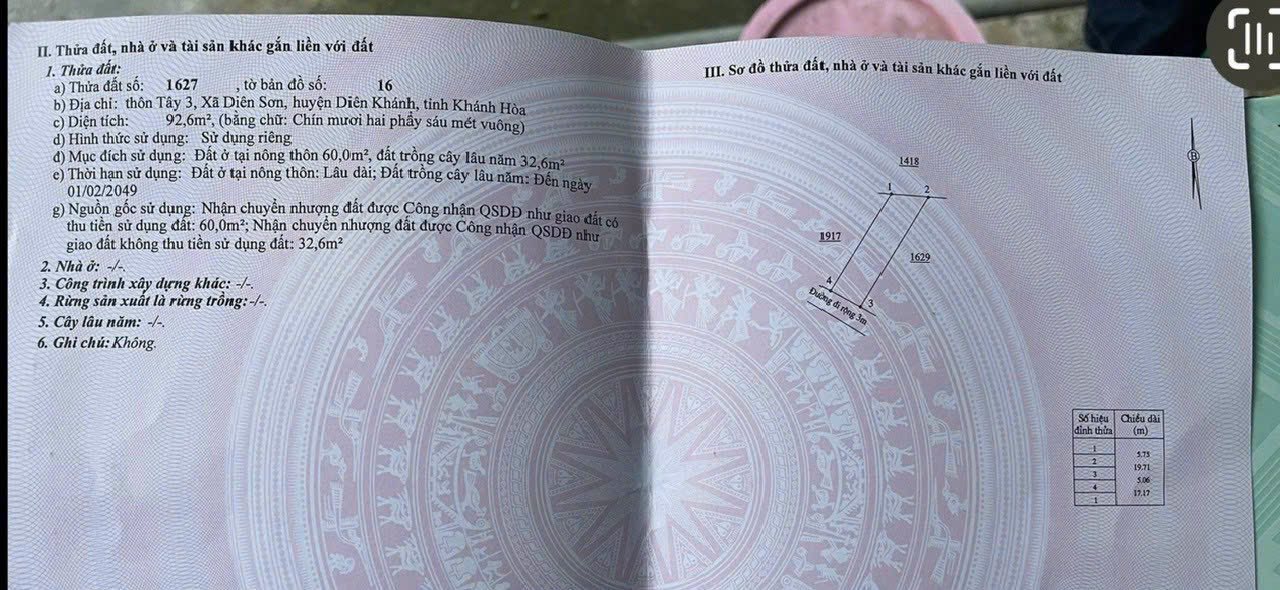 II. Thửa đất, nhà ở và tài sản khác gắn liền với đất
1. Thửa đất:
a) Thửa đất số: 1627 , tờ bản đồ số: 16
b) Địa chỉ: thôn Tây 3, Xã Diên Sơn, huyện Diên Khánh, tỉnh Khánh Hòa
c) Diện tích: 92,6m², (bằng chữ: Chín mươi hai phẩy sáu mét vuông)
d) Hình thức sử dụng: Sử dụng riêng
đ) Mục đích sử dụng: Đất ở tại nông thôn 60,0m², đất trồng cây lâu năm 32,6m²
e) Thời hạn sử dụng: Đất ở tại nông thôn: Lâu dài; Đất trồng cây lâu năm: Đến ngày
01/02/2049
g) Nguồn gốc sử dụng: Nhận chuyển nhượng đất được Công nhận QSDĐ như giao đất có
thu tiền sử dụng đất: 60,0m²; Nhận chuyển nhượng đất được Công nhận QSDĐ như
giao đất không thu tiền sử dụng đất: 32,6m²
2. Nhà ở: -/-.
3. Công trình xây dựng khác: -/-.
4. Rừng sản xuất là rừng trồng: -/-.
5. Cây lâu năm: -/-.
6. Ghi chú: Không.
III. Sơ đồ thửa đất, nhà ở và tài sản khác gắn liền với đất
B
1418
1 2
1917
1629
4
3
Đường đi rộng 3m
Số hiệu đỉnh thửa Chiều dài (m)
1
5.75
2
19.71
3
5.06
4
17.17
1